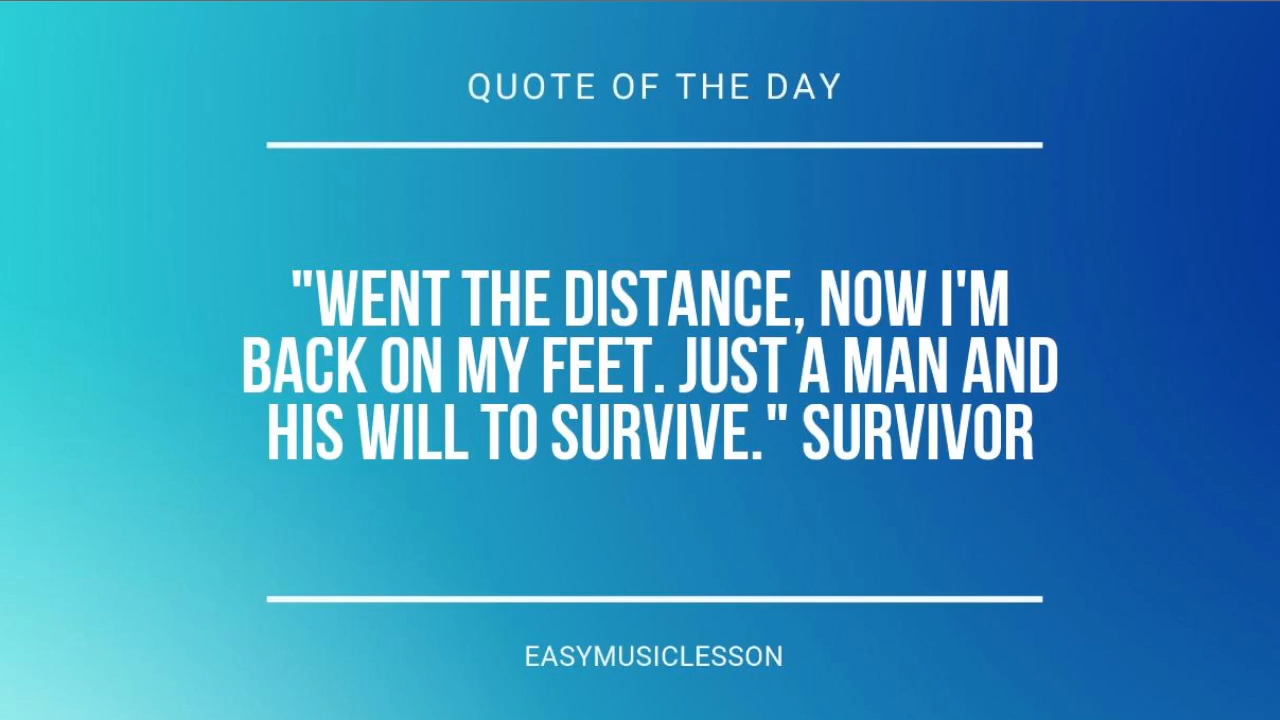 QUOTE OF THE DAY
"WENT THE DISTANCE, NOW I'M
BACK ON MY FEET. JUST A MAN AND
HIS WILL TO SURVIVE." SURVIVOR
EASYMUSICLESSON